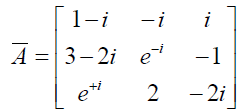 A̅ = [ 1−i −i i
3−2i e^{−i} −1
e^{+i} 2 −2i ]